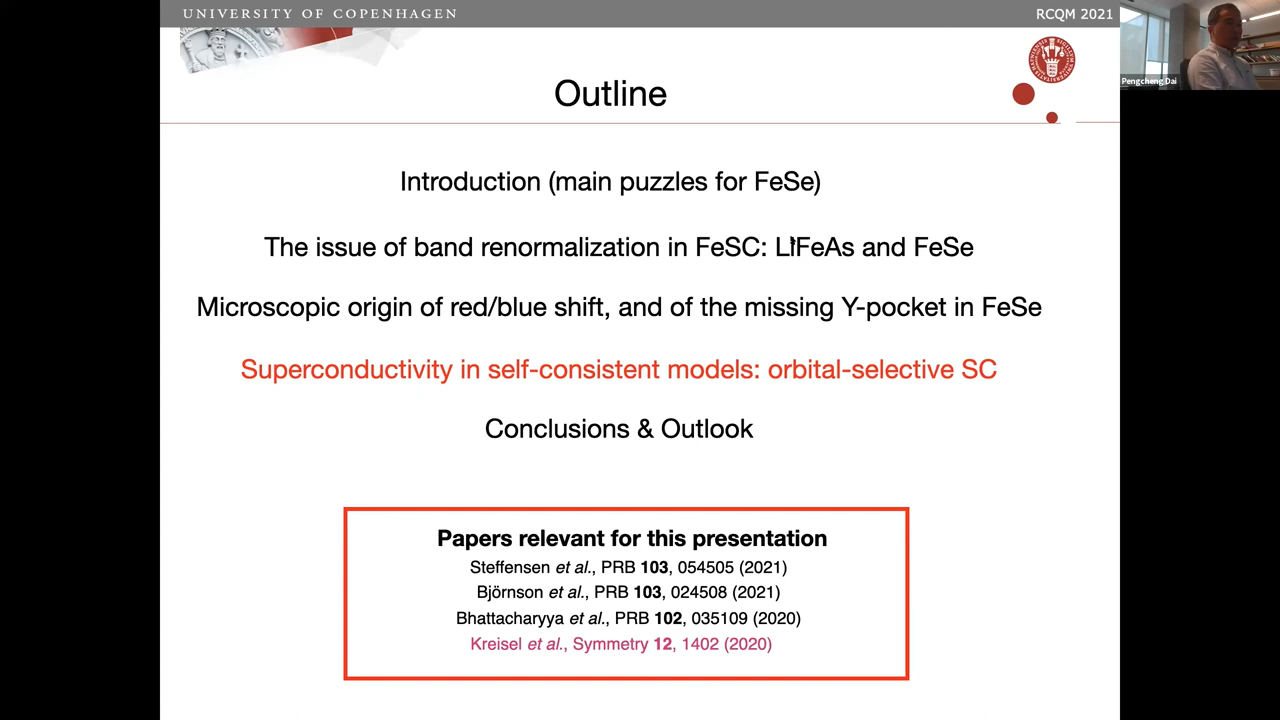 UNIVERSITY OF COPENHAGEN
RCQM 2021
Pengcheng Dai
Outline
Introduction (main puzzles for FeSe)
The issue of band renormalization in FeSC: LiFeAs and FeSe
Microscopic origin of red/blue shift, and of the missing Y-pocket in FeSe
Superconductivity in self-consistent models: orbital-selective SC
Conclusions & Outlook
Papers relevant for this presentation
Steffensen et al., PRB 103, 054505 (2021)
Björnson et al., PRB 103, 024508 (2021)
Bhattacharyya et al., PRB 102, 035109 (2020)
Kreisel et al., Symmetry 12, 1402 (2020)